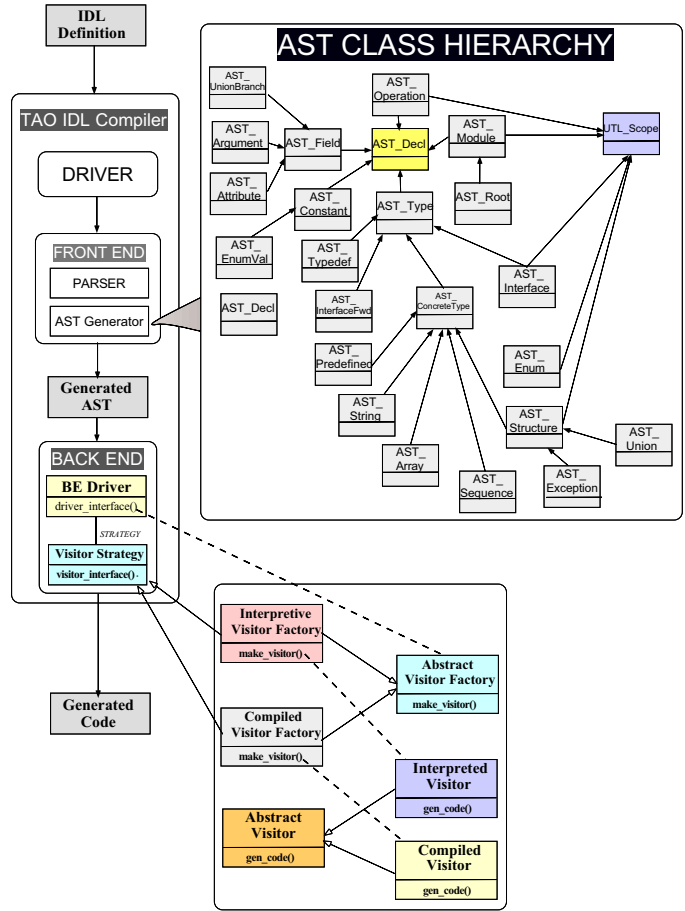 IDL
Definition
TAO IDL Compiler
DRIVER
FRONT END
PARSER
AST Generator
Generated
AST
BACK END
BE Driver
driver_interface()
STRATEGY
Visitor Strategy
visitor_interface()
Generated
Code
AST CLASS HIERARCHY
AST_
UnionBranch
AST_
Operation
AST_
Argument
AST_Field
AST_Decl
AST_
Module
UTL_Scope
AST_
Attribute
AST_
Constant
AST_Type
AST_Root
AST_
EnumVal
AST_
Typedef
AST_
Interface
AST_Decl
AST_
InterfaceFwd
AST_
ConcreteType
AST_
Predefined
AST_
Enum
AST_
String
AST_
Structure
AST_
Union
AST_
Array
AST_
Sequence
AST_
Exception
Interpretive
Visitor Factory
make_visitor()
Abstract
Visitor Factory
make_visitor()
Compiled
Visitor Factory
make_visitor()
Interpreted
Visitor
gen_code()
Abstract
Visitor
gen_code()
Compiled
Visitor
gen_code()